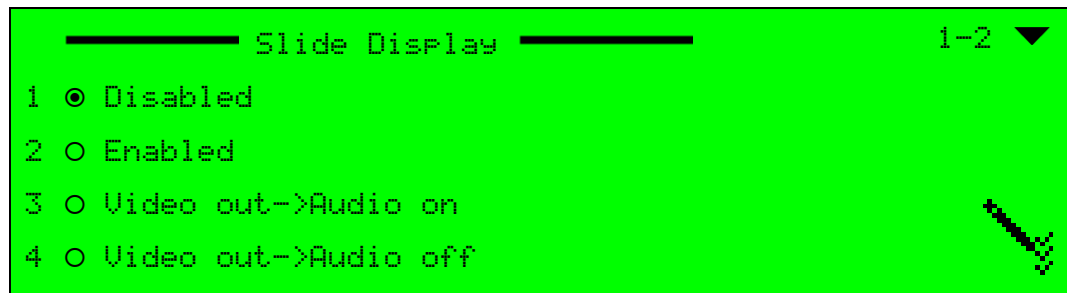 Slide Display 1-2
1 Disabled
2 Enabled
3 Video out->Audio on
4 Video out->Audio off